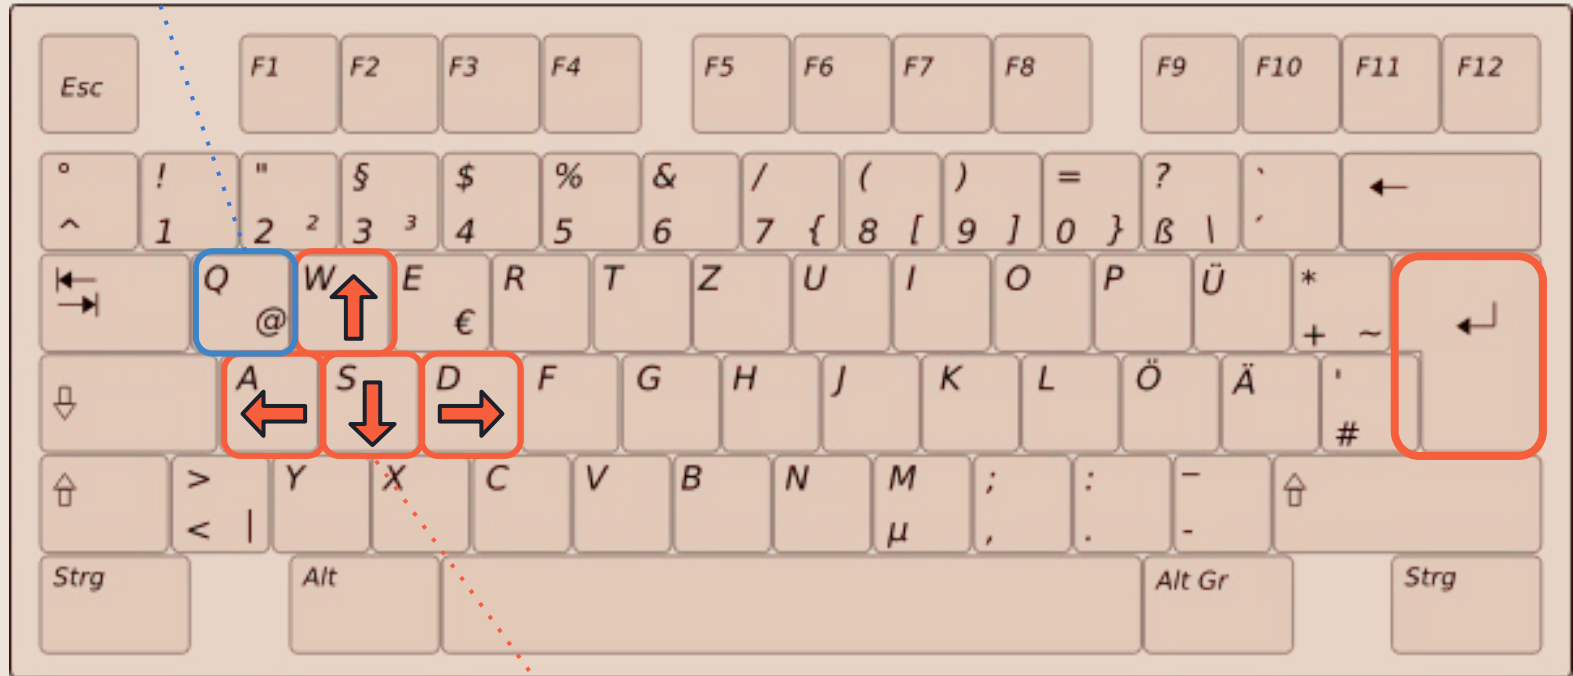 Esc F1 F2 F3 F4 F5 F6 F7 F8 F9 F10 F11 F12
° ! " § $ % & / ( ) = ? `
^ 1 2 ² 3 ³ 4 5 6 7 { 8 [ 9 ] 0 } ß \ ´
Q W E R T Z U I O P Ü *
@ € + ~
A S D F G H J K L Ö Ä '
#
> Y X C V B N M ; : _
< | µ , . -
Strg Alt Alt Gr Strg